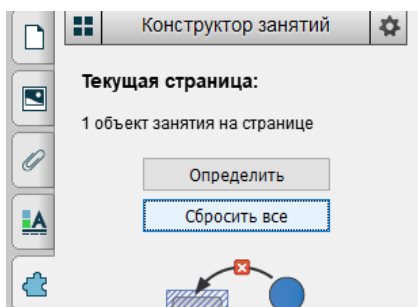 Конструктор занятий
Текущая страница:
1 объект занятия на странице
Определить
Сбросить все